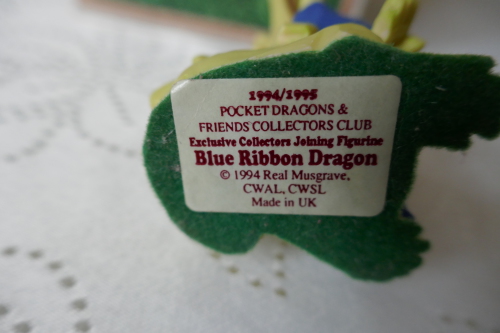 1994/1995
POCKET DRAGONS &
FRIENDS COLLECTORS CLUB
Exclusive Collectors Joining Figurine
Blue Ribbon Dragon
© 1994 Real Musgrave,
CWAL, CWSL
Made in UK